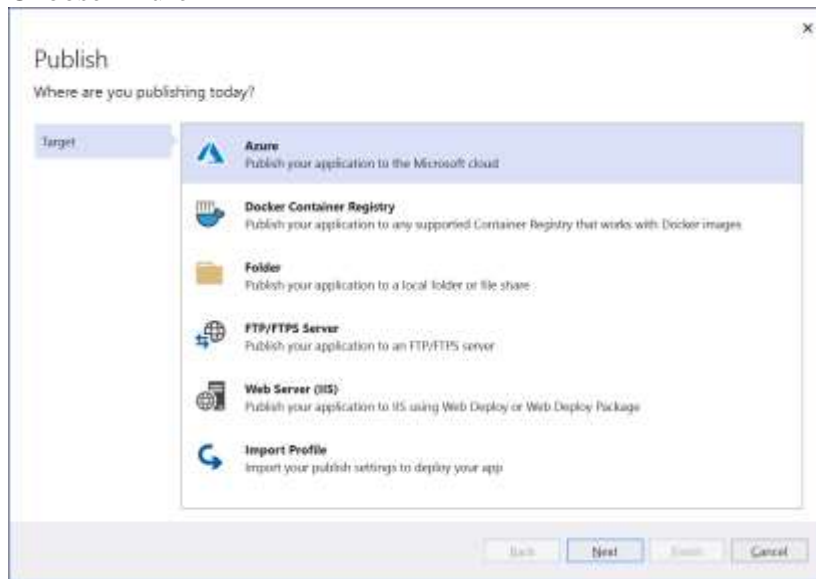 Publish
Where are you publishing today?
Target
Azure
Publish your application to the Microsoft cloud
Docker Container Registry
Publish your application to any supported Container Registry that works with Docker images
Folder
Publish your application to a local folder or file share
FTP/FTPS Server
Publish your application to an FTP/FTPS server
Web Server (IIS)
Publish your application to IIS using Web Deploy or Web Deploy Package
Import Profile
Import your publish settings to deploy your app
Back Next Finish Cancel